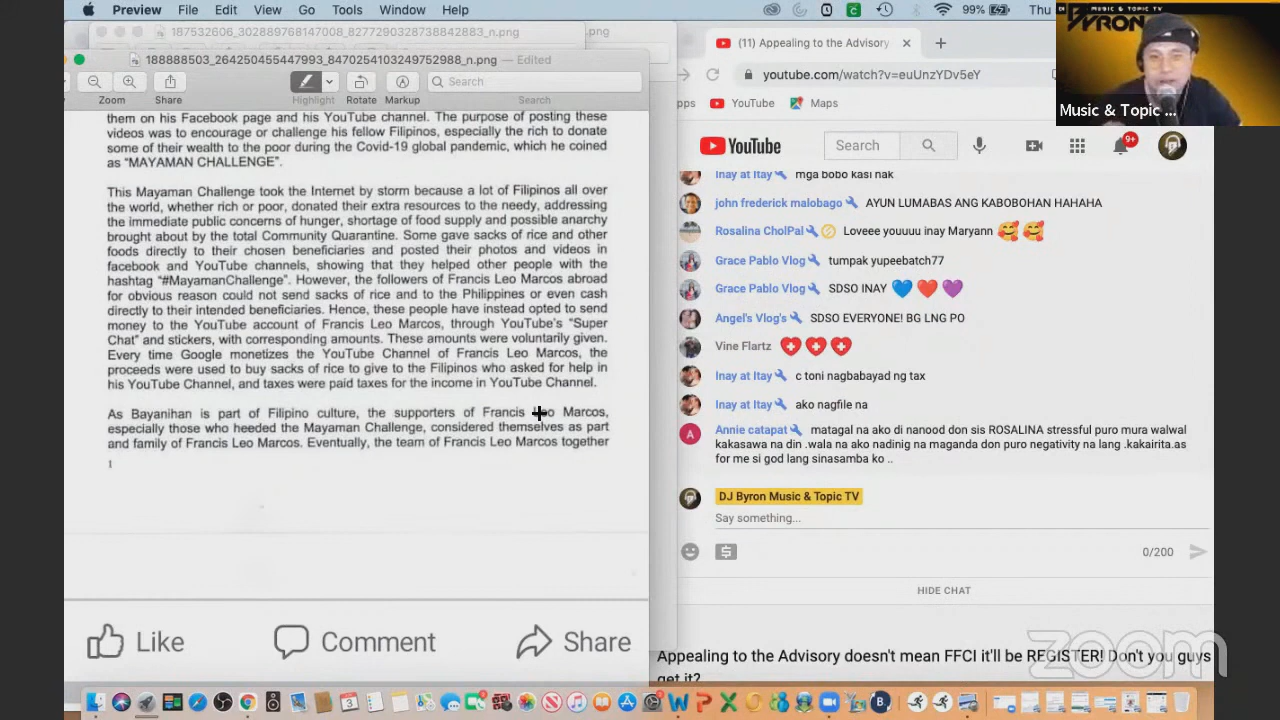 Preview File Edit View Go Tools Window Help
99% Thu
187532606_302889768147008_8277290328738842883_n.png
.png
188888503_264250455447993_8470254103249752988_n.png — Edited
Search
Zoom Share Highlight Rotate Markup Search
them on his Facebook page and his YouTube channel. The purpose of posting these
videos was to encourage or challenge his fellow Filipinos, especially the rich to donate
some of their wealth to the poor during the Covid-19 global pandemic, which he coined
as “MAYAMAN CHALLENGE”.
This Mayaman Challenge took the Internet by storm because a lot of Filipinos all over
the world, whether rich or poor, donated their extra resources to the needy, addressing
the immediate public concerns of hunger, shortage of food supply and possible anarchy
brought about by the total Community Quarantine. Some gave sacks of rice and other
foods directly to their chosen beneficiaries and posted their photos and videos in
facebook and YouTube channels, showing that they helped other people with the
hashtag “#MayamanChallenge”. However, the followers of Francis Leo Marcos abroad
for obvious reason could not send sacks of rice and to the Philippines or even cash
directly to their intended beneficiaries. Hence, these people have instead opted to send
money to the YouTube account of Francis Leo Marcos, through YouTube's “Super
Chat” and stickers, with corresponding amounts. These amounts were voluntarily given.
Every time Google monetizes the YouTube Channel of Francis Leo Marcos, the
proceeds were used to buy sacks of rice to give to the Filipinos who asked for help in
his YouTube Channel, and taxes were paid taxes for the income in YouTube Channel.
As Bayanihan is part of Filipino culture, the supporters of Francis Leo Marcos,
especially those who heeded the Mayaman Challenge, considered themselves as part
and family of Francis Leo Marcos. Eventually, the team of Francis Leo Marcos together
1
Like Comment Share
(11) Appealing to the Advisory
youtube.com/watch?v=euUnzYDv5eY
pps YouTube Maps
YouTube Search 9+
Inay at Itay mga bobo kasi nak
john frederick malobago AYUN LUMABAS ANG KABOBOHAN HAHAHA
Rosalina CholPal Loveee youuuu inay Maryann
Grace Pablo Vlog tumpak yupeebatch77
Grace Pablo Vlog SDSO INAY
Angel's Vlog's SDSO EVERYONE! BG LNG PO
Vine Flartz
Inay at Itay c toni nagbabayad ng tax
Inay at Itay ako nagfile na
A Annie catapat matagal na ako di nanood don sis ROSALINA stressful puro mura walwal
kakasawa na din .wala na ako nadinig na maganda don puro negativity na lang .kakairita.as
for me si god lang sinasamba ko ..
DJ Byron Music & Topic TV
Say something...
0/200
HIDE CHAT
Appealing to the Advisory doesn't mean FFCI it'll be REGISTER! Don't you guys
get it?
zoom
BYRON
MUSIC & TOPIC TV
Music & Topic ...